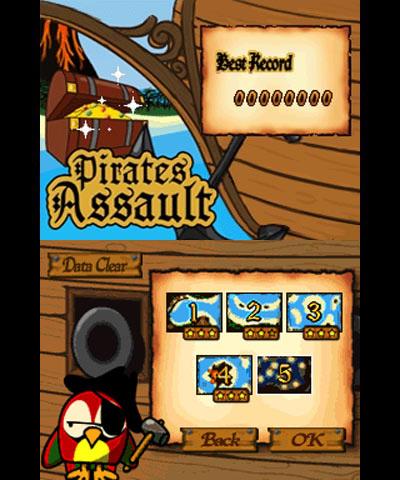 Best Record
00000000
Pirates
Assault
Data Clear
1 2 3
4 5
Back OK